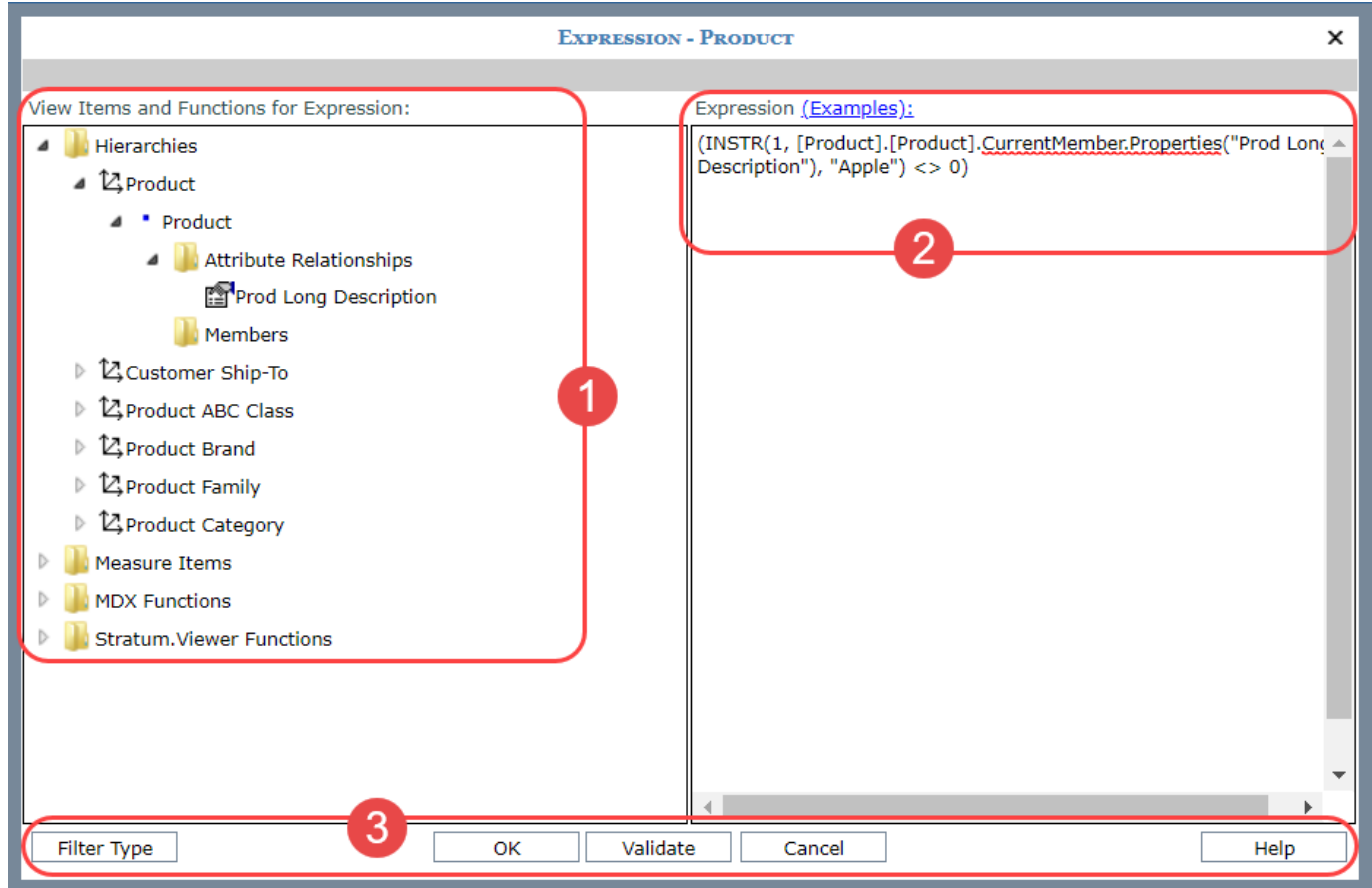 EXPRESSION - PRODUCT
View Items and Functions for Expression:
Hierarchies
Product
Product
Attribute Relationships
Prod Long Description
Members
Customer Ship-To
Product ABC Class
Product Brand
Product Family
Product Category
Measure Items
MDX Functions
Stratum.Viewer Functions
1
Expression (Examples):
(INSTR(1, [Product].[Product].CurrentMember.Properties("Prod Long
Description"), "Apple") <> 0)
2
3
Filter Type
OK
Validate
Cancel
Help